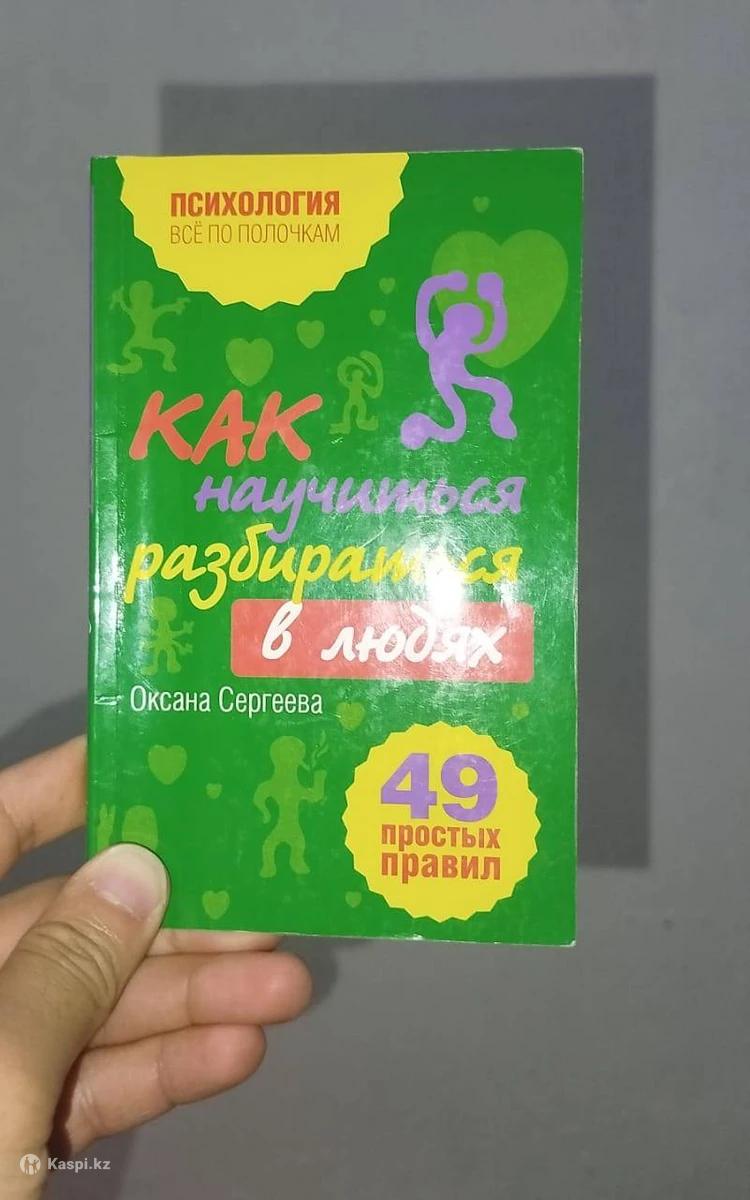 ПСИХОЛОГИЯ
ВСЁ ПО ПОЛОЧКАМ
КАК
научиться
разбираться
в людях
Оксана Сергеева
49
простых
правил
Kaspi.kz